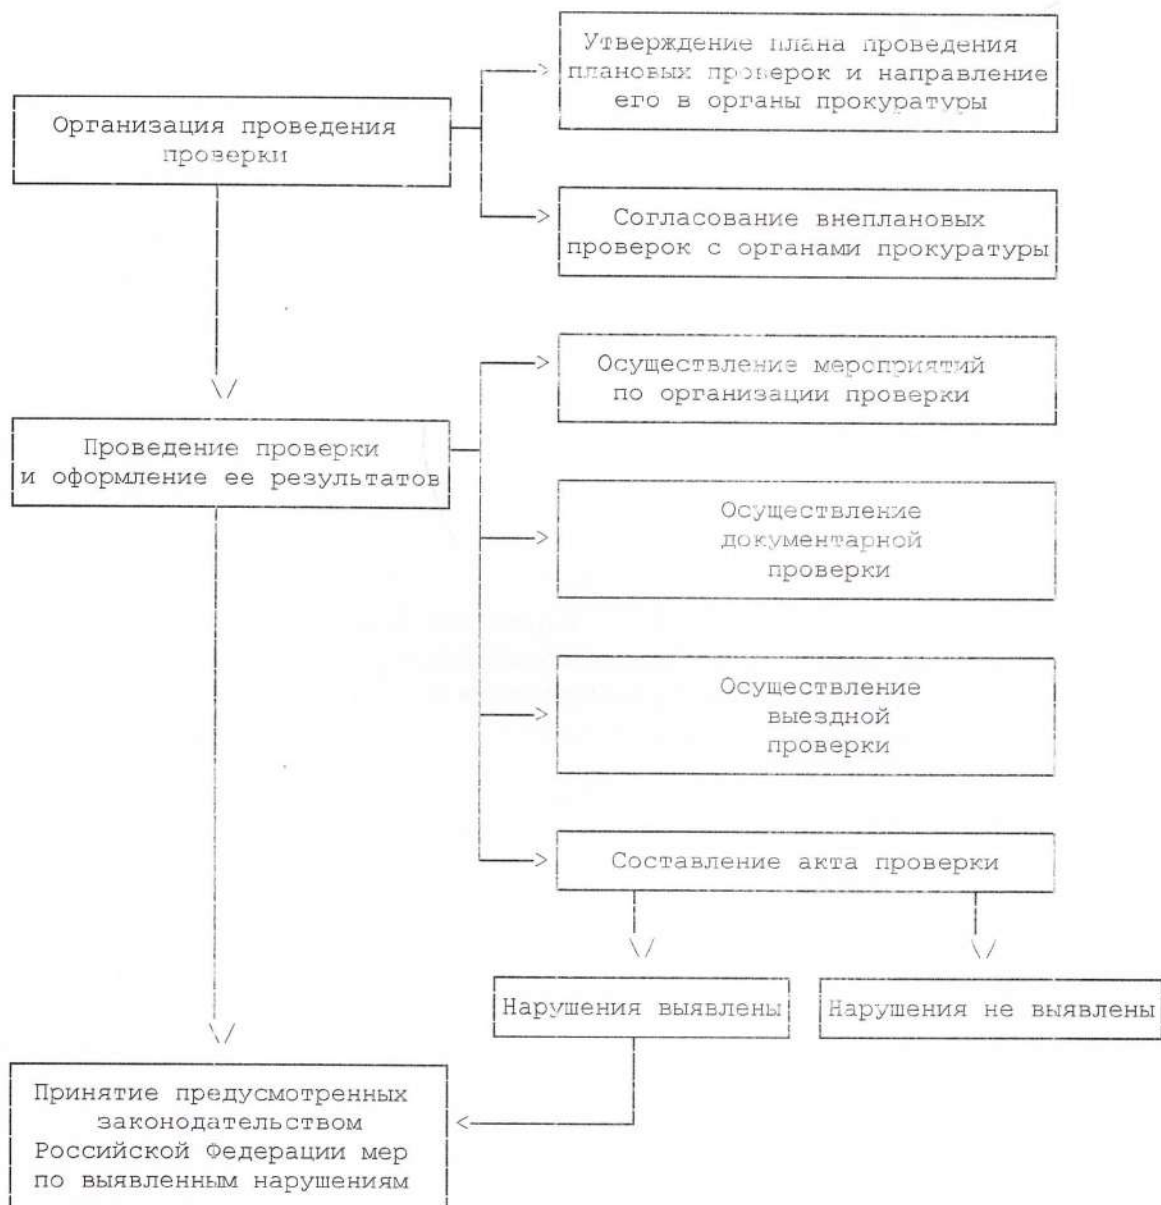 Утверждение плана проведения
плановых проверок и направление
его в органы прокуратуры
Организация проведения
проверки
Согласование внеплановых
проверок с органами прокуратуры
Осуществление мероприятий
по организации проверки
Проведение проверки
и оформление ее результатов
Осуществление
документарной
проверки
Осуществление
выездной
проверки
Составление акта проверки
Нарушения выявлены
Нарушения не выявлены
Принятие предусмотренных
законодательством
Российской Федерации мер
по выявленным нарушениям